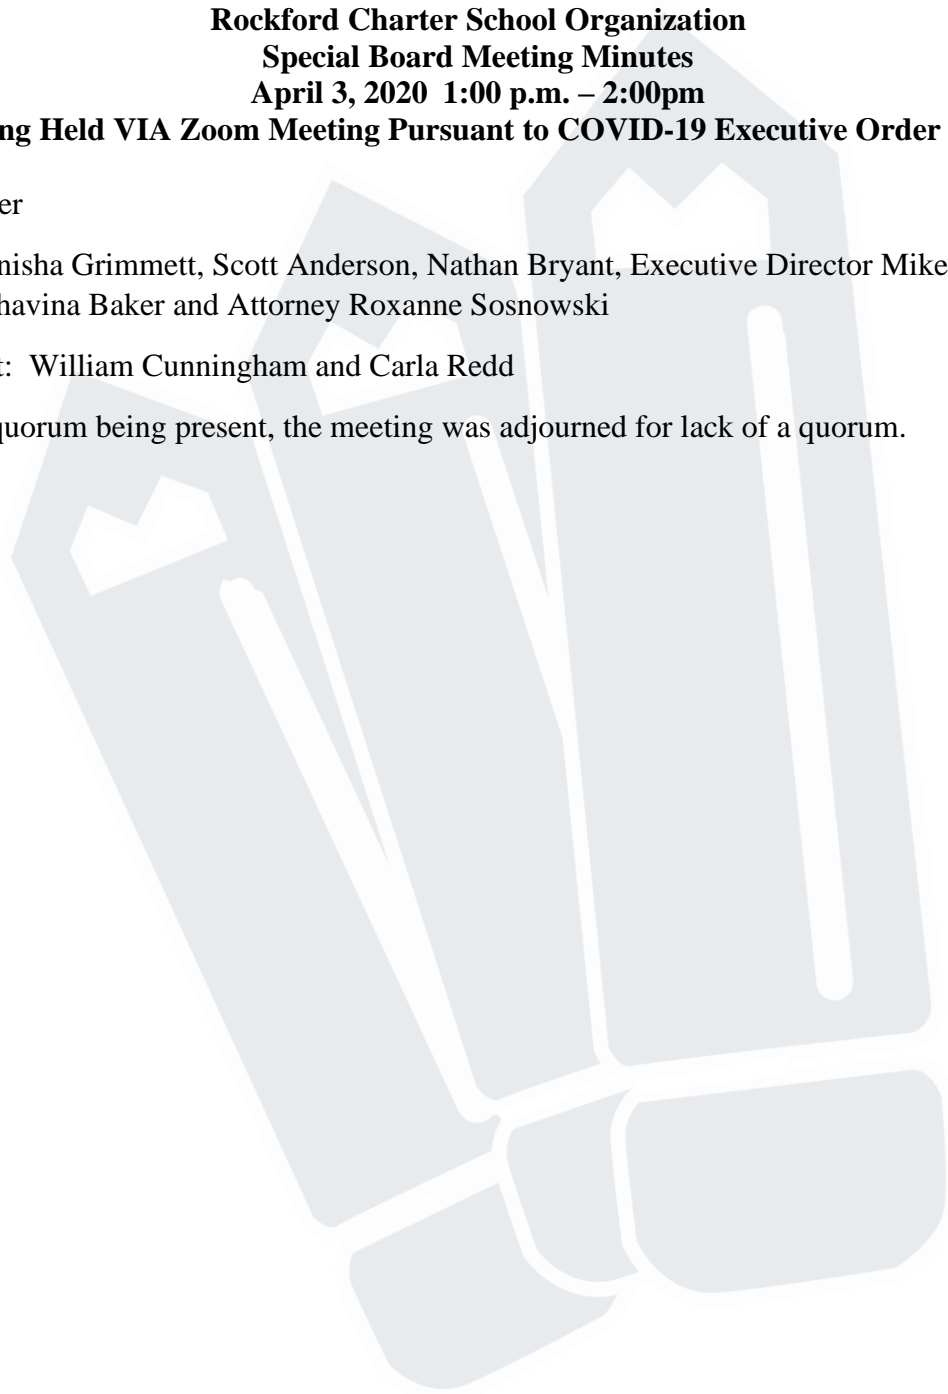 Rockford Charter School Organization
Special Board Meeting Minutes
April 3, 2020  1:00 p.m. – 2:00pm
ng Held VIA Zoom Meeting Pursuant to COVID-19 Executive Order
er
nisha Grimmett, Scott Anderson, Nathan Bryant, Executive Director Mike
havina Baker and Attorney Roxanne Sosnowski
t:  William Cunningham and Carla Redd
quorum being present, the meeting was adjourned for lack of a quorum.